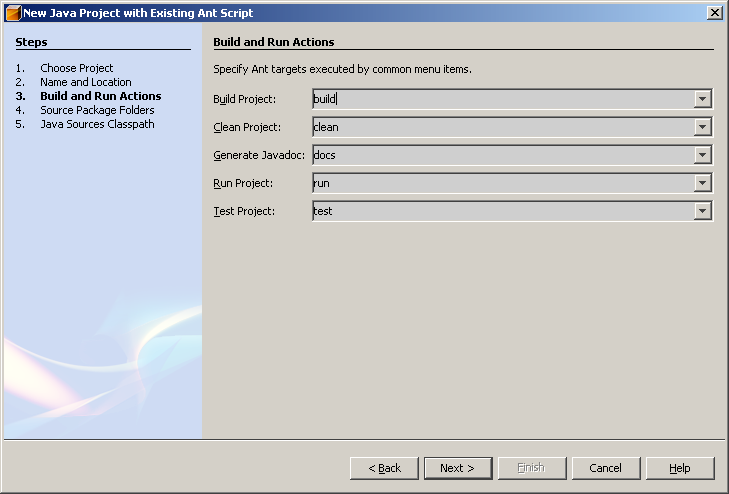 New Java Project with Existing Ant Script
Steps
1. Choose Project
2. Name and Location
3. Build and Run Actions
4. Source Package Folders
5. Java Sources Classpath
Build and Run Actions
Specify Ant targets executed by common menu items.
Build Project: build
Clean Project: clean
Generate Javadoc: docs
Run Project: run
Test Project: test
< Back Next > Finish Cancel Help